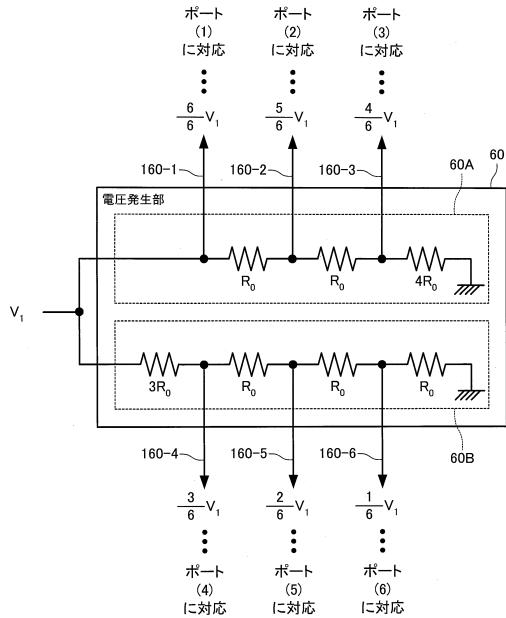 ポート ポート ポート
(1) (2) (3)
に対応 に対応 に対応
6/6 V1 5/6 V1 4/6 V1
60
60A
160-1 160-2 160-3
電圧発生部
R0 R0 4R0
V1
3R0 R0 R0 R0
160-4 160-5 160-6
60B
3/6 V1 2/6 V1 1/6 V1
ポート ポート ポート
(4) (5) (6)
に対応 に対応 に対応